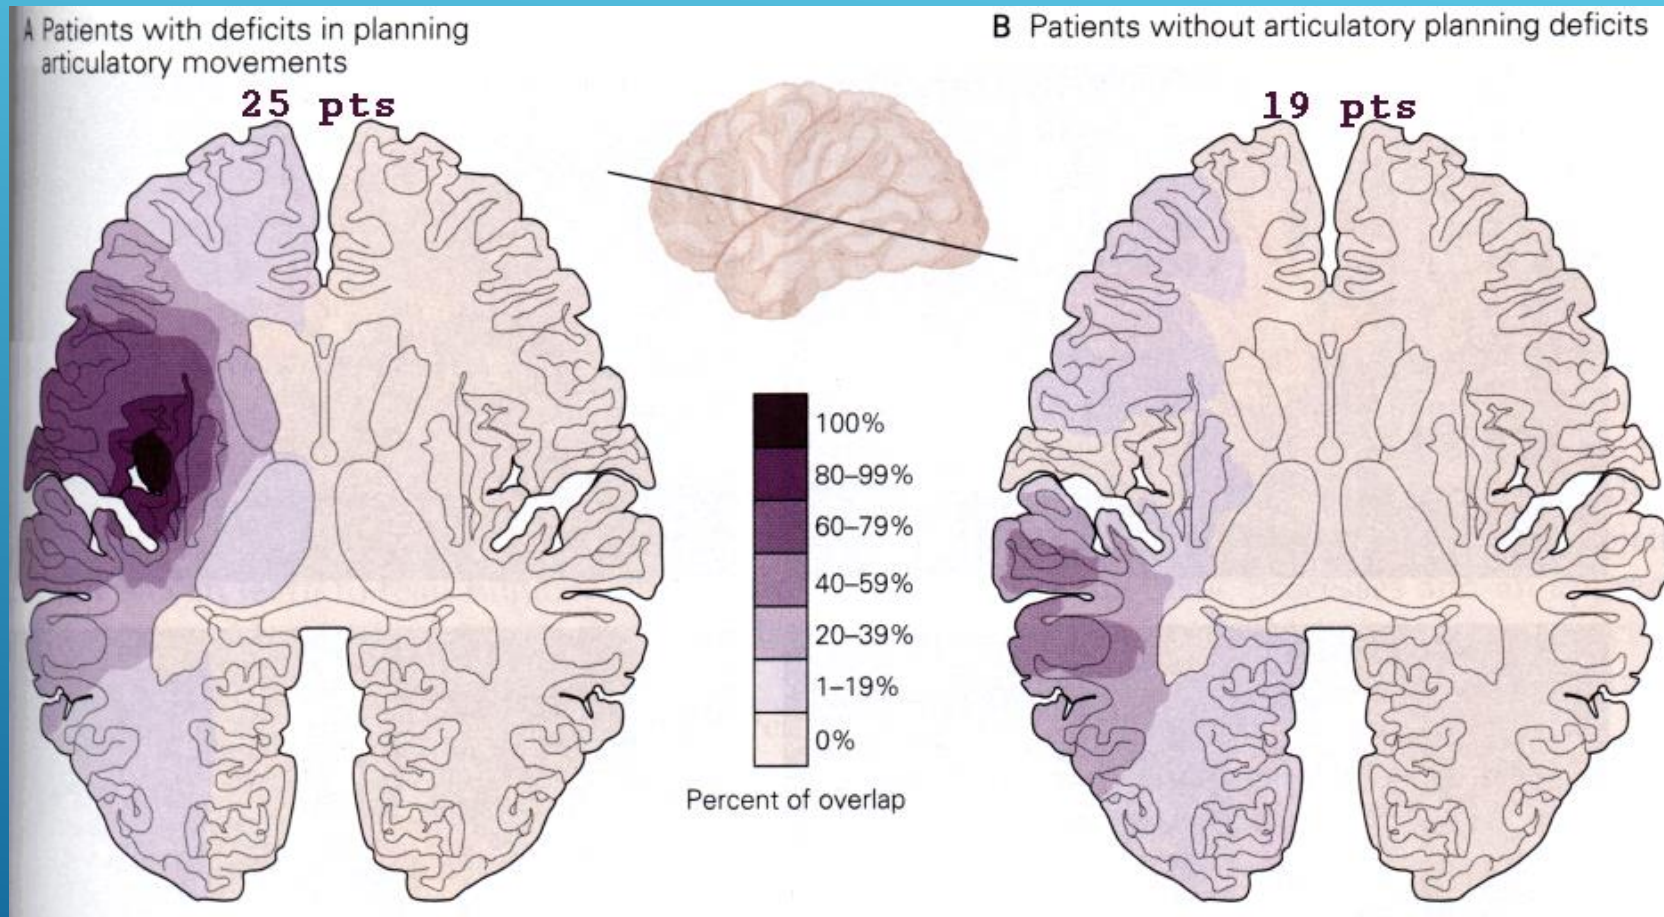 A Patients with deficits in planning
articulatory movements
25 pts
B Patients without articulatory planning deficits
19 pts
100%
80–99%
60–79%
40–59%
20–39%
1–19%
0%
Percent of overlap